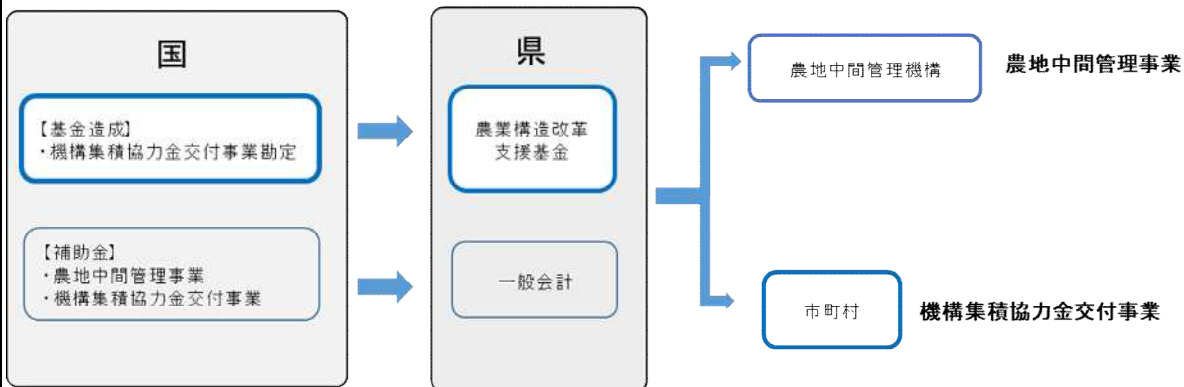 国
【基金造成】
・機構集積協力金交付事業勘定
【補助金】
・農地中間管理事業
・機構集積協力金交付事業
県
農業構造改革
支援基金
一般会計
農地中間管理機構
農地中間管理事業
市町村
機構集積協力金交付事業